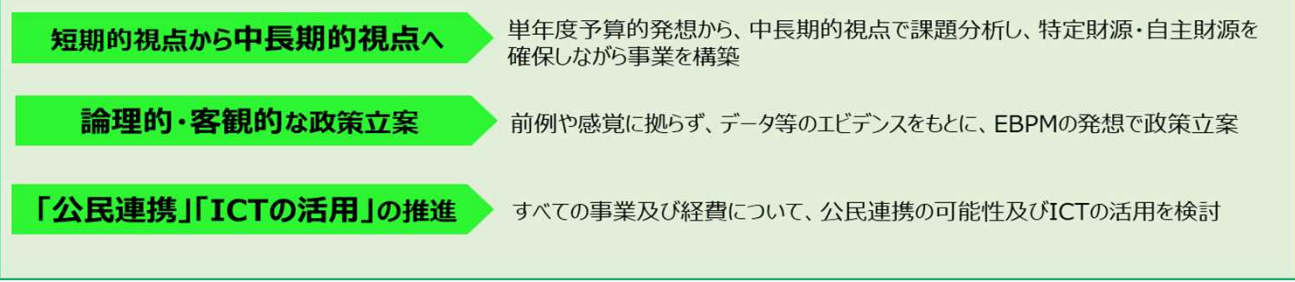 短期的視点から中長期的視点へ
単年度予算的発想から、中長期的視点で課題分析し、特定財源・自主財源を
確保しながら事業を構築
論理的・客観的な政策立案
前例や感覚に拠らず、データ等のエビデンスをもとに、EBPMの発想で政策立案
「公民連携」「ICTの活用」の推進
すべての事業及び経費について、公民連携の可能性及びICTの活用を検討